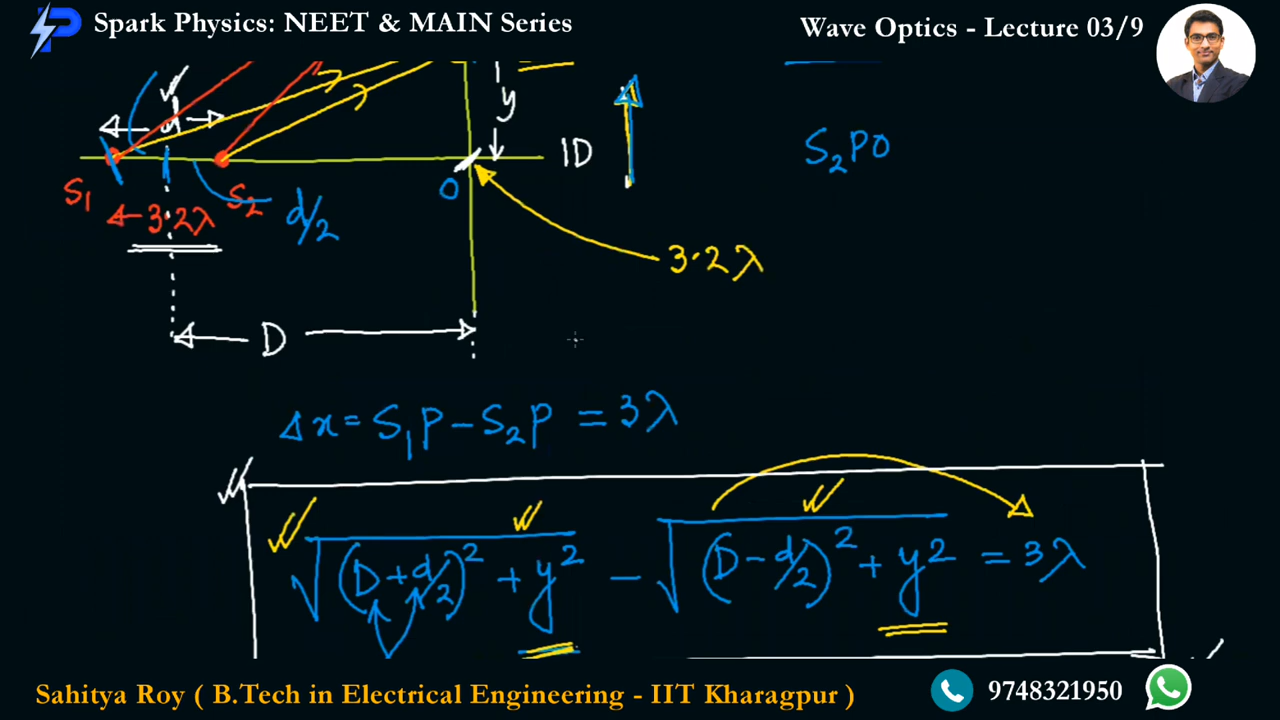 Spark Physics: NEET & MAIN Series
Wave Optics - Lecture 03/9
y
d
1D
S₂PO
S₁
S₂
O
3.2λ
d/2
3.2λ
D
Δx = S₁P - S₂P = 3λ
√((D + d/2)² + y²) - √((D - d/2)² + y²) = 3λ
Sahitya Roy ( B.Tech in Electrical Engineering - IIT Kharagpur )
9748321950